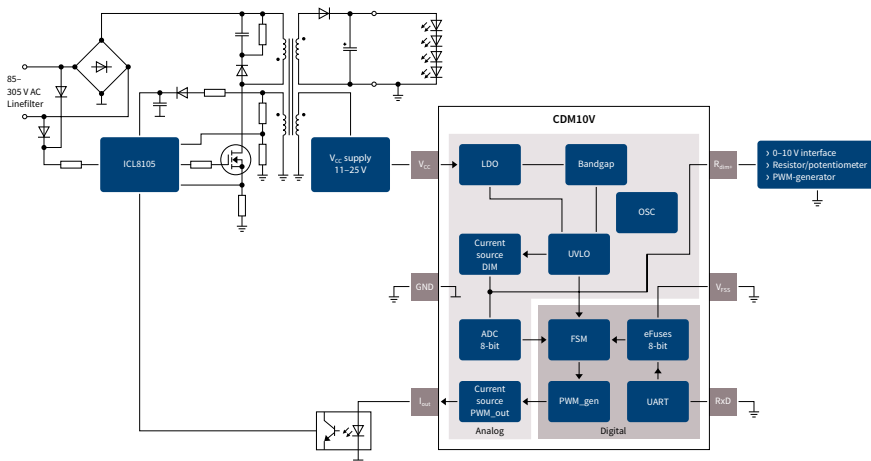 85–
305 V AC
Linefilter
ICL8105
VCC supply
11–25 V
CDM10V
VCC
LDO
Bandgap
Rdim+
› 0–10 V interface
› Resistor/potentiometer
› PWM-generator
OSC
Current
source
DIM
UVLO
GND
VFSS
ADC
8-bit
FSM
eFuses
8-bit
Iout
Current
source
PWM_out
PWM_gen
UART
RxD
Analog
Digital